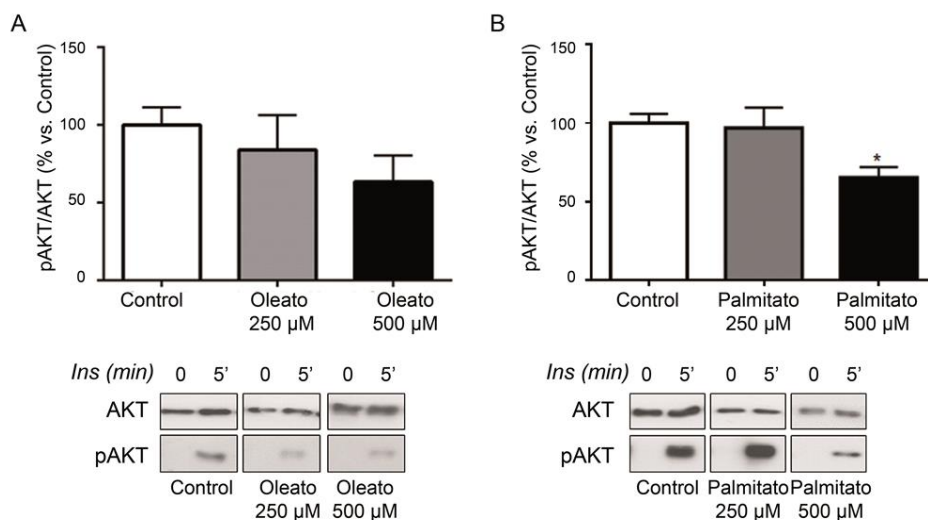 A
pAKT/AKT (% vs. Control)
150
100
50
0
Control
Oleato
250 µM
Oleato
500 µM
Ins (min) 0 5’ 0 5’ 0 5’
AKT
pAKT
Control
Oleato
250 µM
Oleato
500 µM
B
pAKT/AKT (% vs. Control)
150
100
50
0
*
Control
Palmitato
250 µM
Palmitato
500 µM
Ins (min) 0 5’ 0 5’ 0 5’
AKT
pAKT
Control
Palmitato
250 µM
Palmitato
500 µM